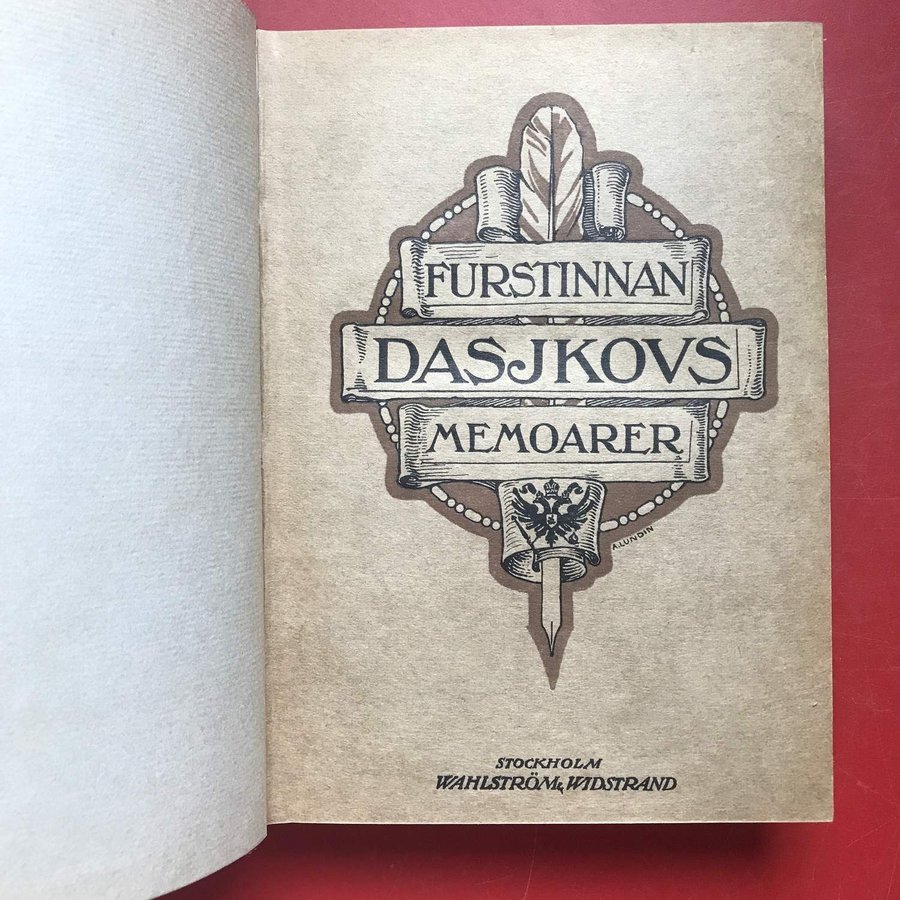 FURSTINNAN
DASJKOVS
MEMOARER
A. LUNDIN
STOCKHOLM
WAHLSTRÖM & WIDSTRAND